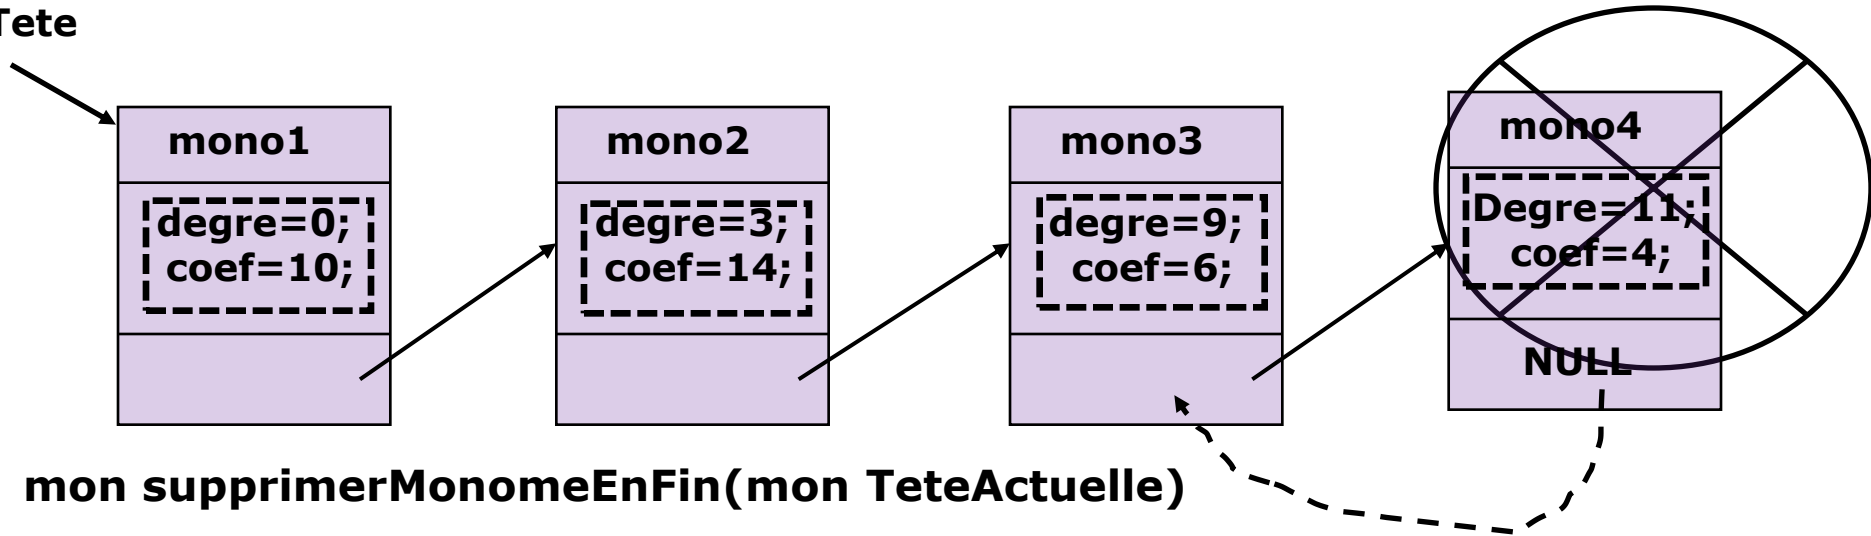 Tete
mono1
degre=0;
coef=10;
mono2
degre=3;
coef=14;
mono3
degre=9;
coef=6;
mono4
Degre=11;
coef=4;
NULL
mon supprimerMonomeEnFin(mon TeteActuelle)